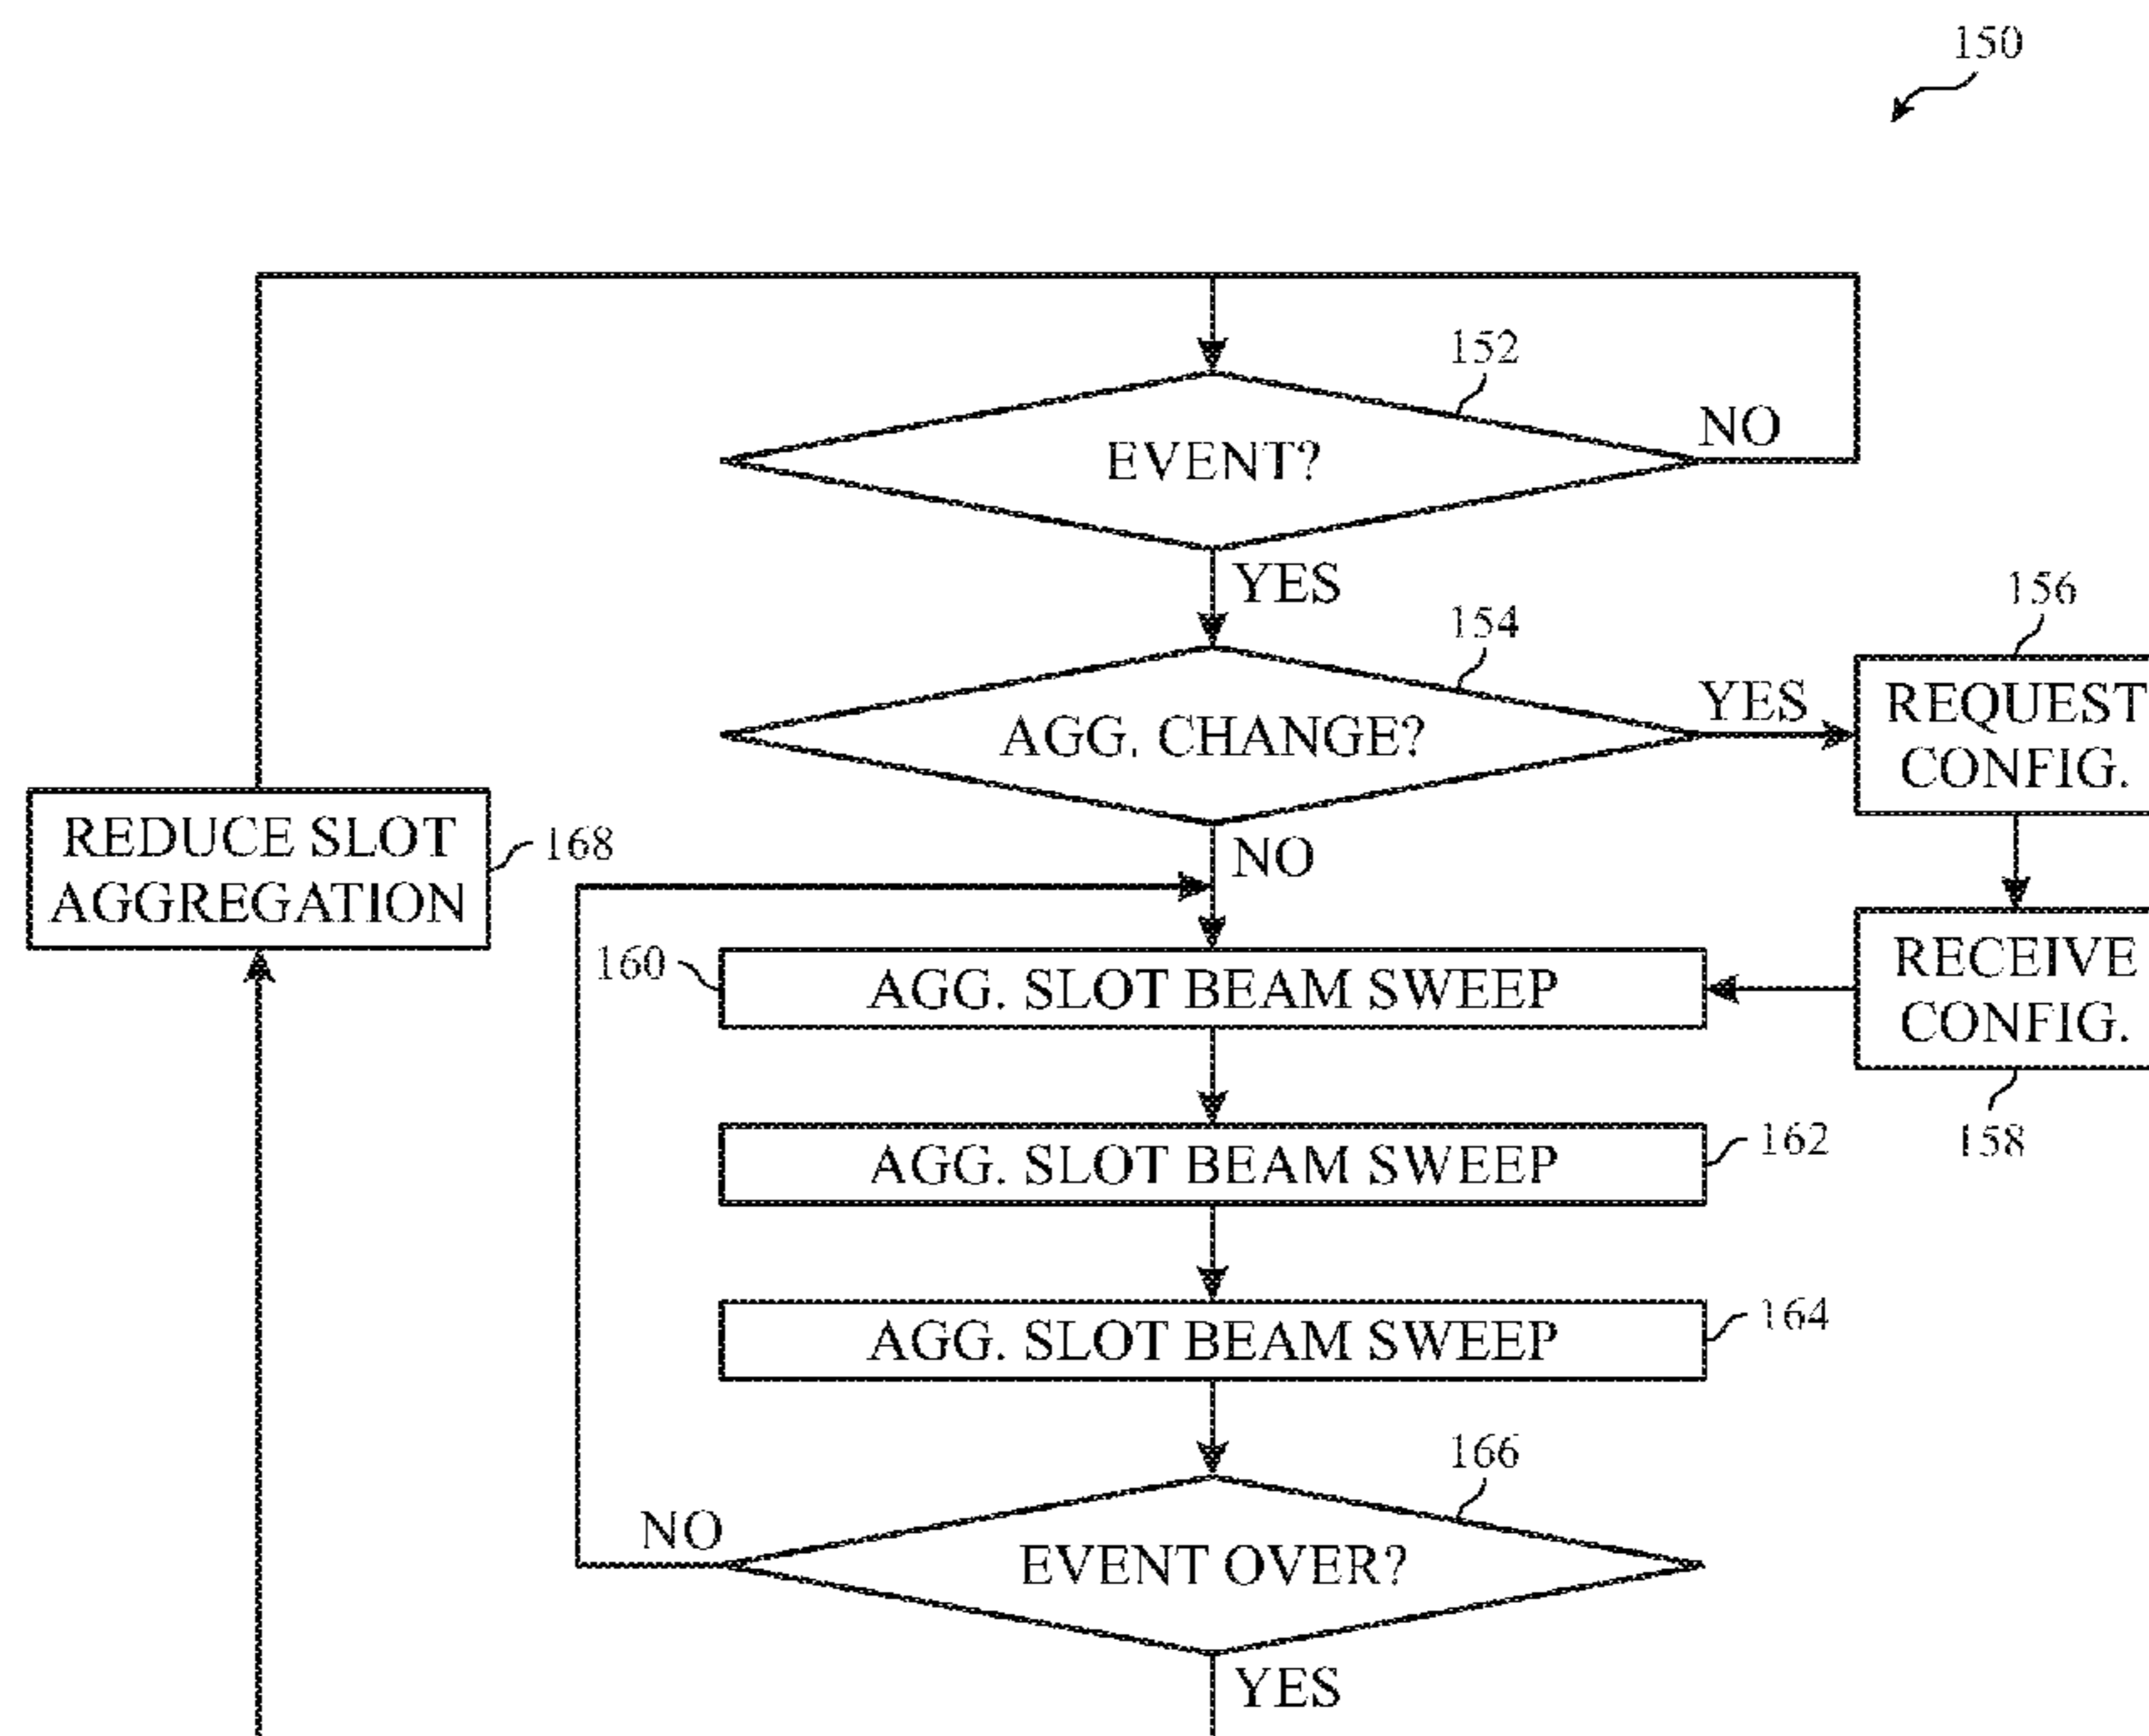 150
152
EVENT?
NO
YES
154
156
AGG. CHANGE?
YES
REQUEST
CONFIG.
NO
REDUCE SLOT
AGGREGATION
168
160
AGG. SLOT BEAM SWEEP
RECEIVE
CONFIG.
158
AGG. SLOT BEAM SWEEP
162
AGG. SLOT BEAM SWEEP
164
166
NO
EVENT OVER?
YES